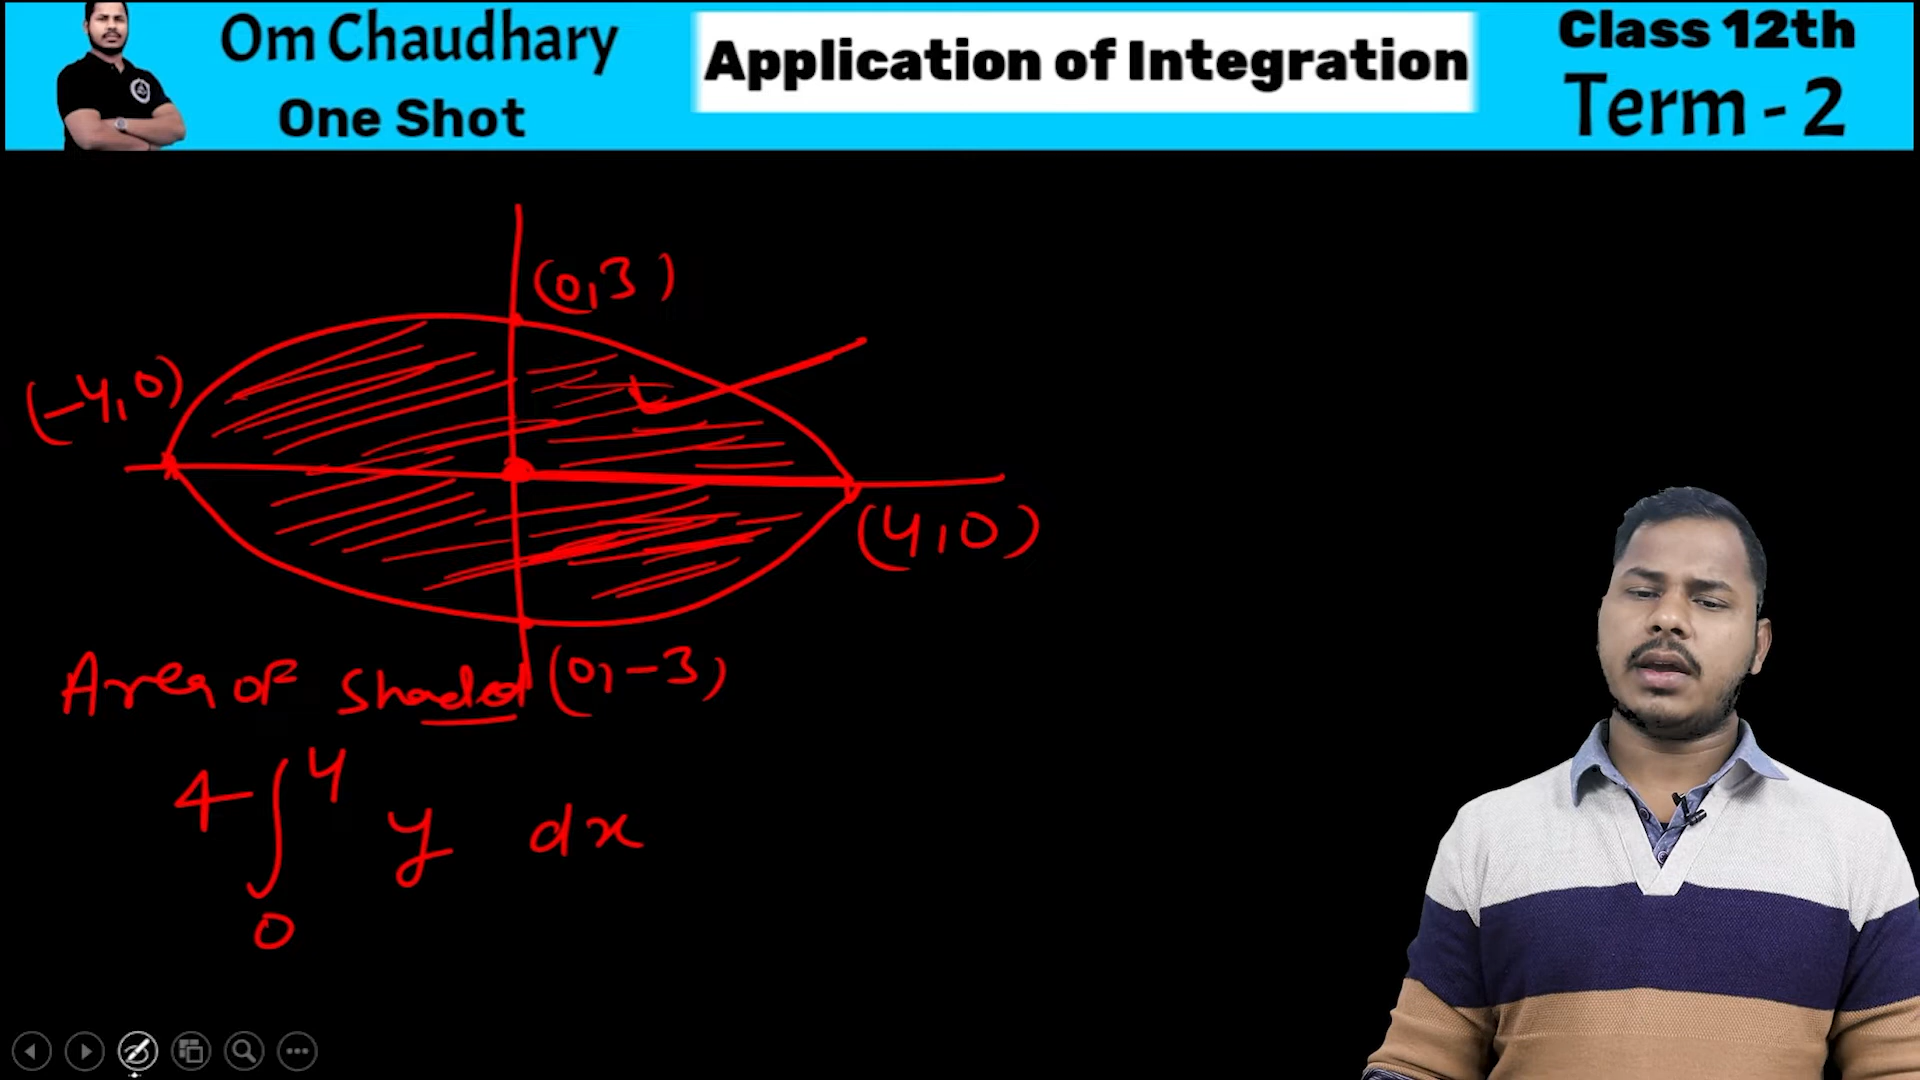 Om Chaudhary
One Shot
Application of Integration
Class 12th
Term - 2
(0,3)
(-4,0)
(4,0)
Area of shaded
(0,-3)
4∫₀⁴ y dx